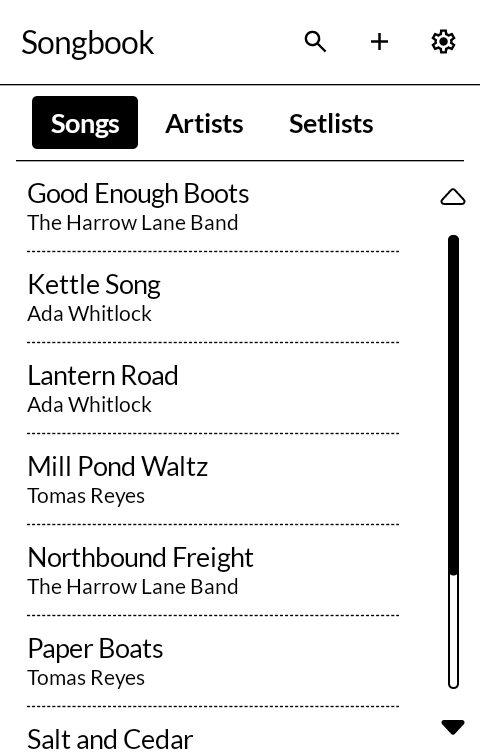 Songbook
Songs Artists Setlists
Good Enough Boots
The Harrow Lane Band
Kettle Song
Ada Whitlock
Lantern Road
Ada Whitlock
Mill Pond Waltz
Tomas Reyes
Northbound Freight
The Harrow Lane Band
Paper Boats
Tomas Reyes
Salt and Cedar